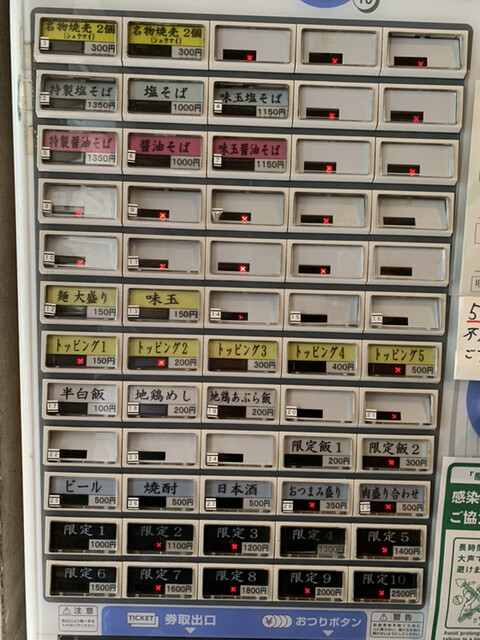 名物焼売 2個 名物焼売 2個
(シュウマイ) (シュウマイ)
300円 300円
特製塩そば 塩そば 味玉塩そば
1350円 1000円 1150円
特製醤油そば 醤油そば 味玉醤油そば
1350円 1000円 1150円
麺 大盛り 味玉
150円 150円
トッピング1 トッピング2 トッピング3 トッピング4 トッピング5
150円 200円 300円 400円 500円
半白飯 地鶏めし 地鶏あぶら飯
100円 200円 200円
限定飯1 限定飯2
200円 300円
ビール 焼酎 日本酒 おつまみ盛り 肉盛り合わせ
500円 500円 500円 350円 500円
限定1 限定2 限定3 限定4 限定5
1000円 1100円 1200円 1300円 1400円
限定6 限定7 限定8 限定9 限定10
1500円 1600円 1800円 2000円 2500円
注意 TICKET 券取出口 おつりボタン 警告
感染
ご協
長時間
大声で
避けま
Avoid prolong